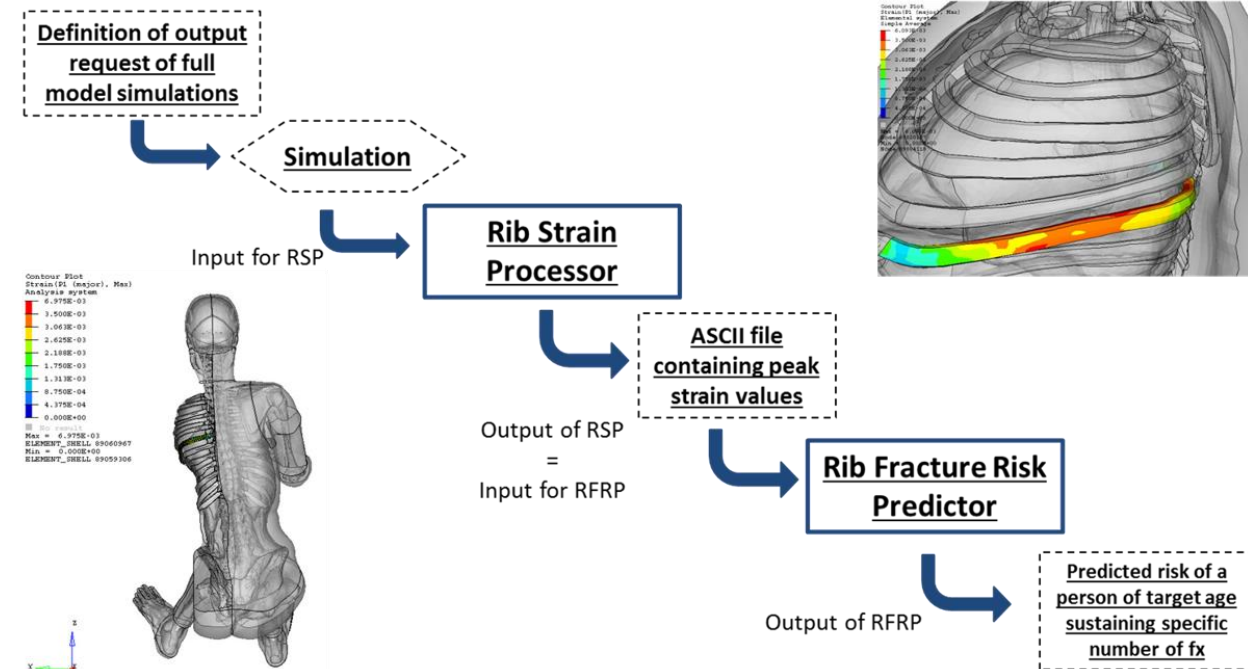 Definition of output
request of full
model simulations
Simulation
Input for RSP
Rib Strain
Processor
ASCII file
containing peak
strain values
Output of RSP
=
Input for RFRP
Rib Fracture Risk
Predictor
Output of RFRP
Predicted risk of a
person of target age
sustaining specific
number of fx
Contour Plot
Strain(P1 (major), Max)
Analysis system
6.975E-03
3.500E-03
3.063E-03
2.625E-03
2.188E-03
1.750E-03
1.313E-03
8.750E-04
4.375E-04
0.000E+00
No result
Max = 6.975E-03
ELEMENT_SHELL 89060967
Min = 0.000E+00
ELEMENT_SHELL 89059306
Z
X
Contour Plot
Strain(P1 (major), Max)
Elemental system
Simple Average